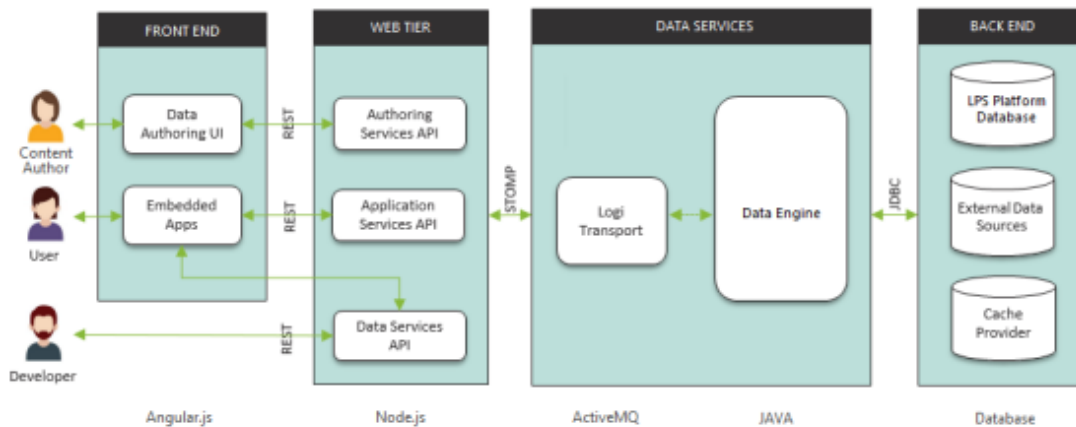 FRONT END
WEB TIER
DATA SERVICES
BACK END
Content
Author
User
Developer
Data
Authoring UI
Embedded
Apps
REST
REST
REST
Authoring
Services API
Application
Services API
Data Services
API
STOMP
Logi
Transport
Data Engine
JDBC
LPS Platform
Database
External Data
Sources
Cache
Provider
Angular.js
Node.js
ActiveMQ
JAVA
Database